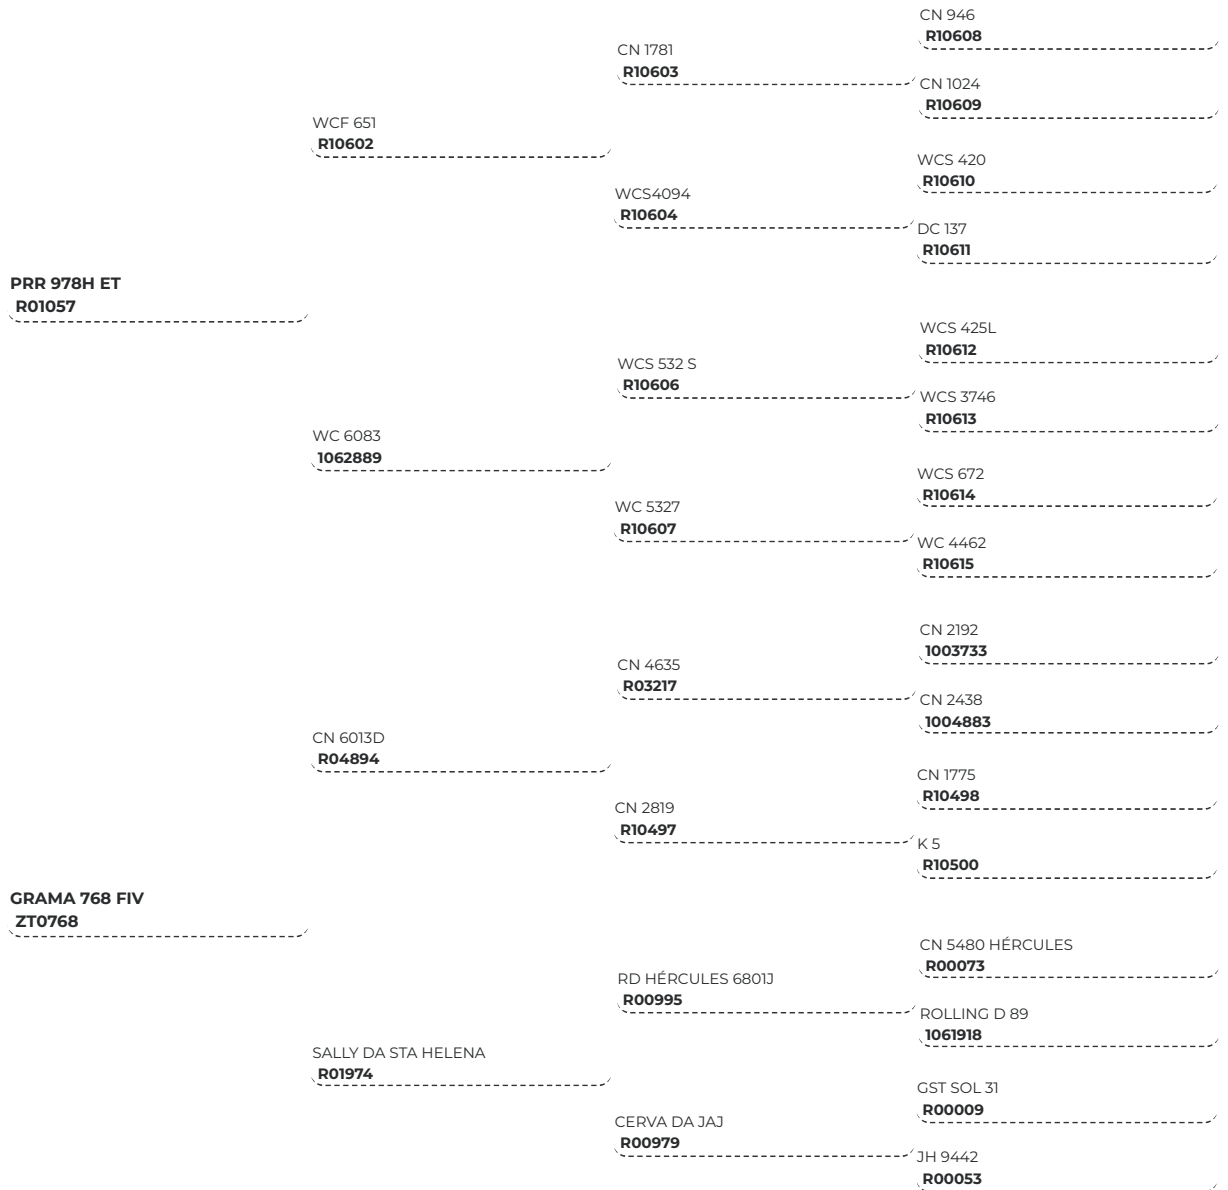 CN 946
R10608
CN 1781
R10603
CN 1024
R10609
WCF 651
R10602
WCS 420
R10610
WCS4094
R10604
DC 137
R10611
PRR 978H ET
R01057
WCS 425L
R10612
WCS 532 S
R10606
WCS 3746
R10613
WC 6083
1062889
WCS 672
R10614
WC 5327
R10607
WC 4462
R10615
CN 2192
1003733
CN 4635
R03217
CN 2438
1004883
CN 6013D
R04894
CN 1775
R10498
CN 2819
R10497
K 5
R10500
GRAMA 768 FIV
ZT0768
CN 5480 HÉRCULES
R00073
RD HÉRCULES 6801J
R00995
ROLLING D 89
1061918
SALLY DA STA HELENA
R01974
GST SOL 31
R00009
CERVA DA JAJ
R00979
JH 9442
R00053